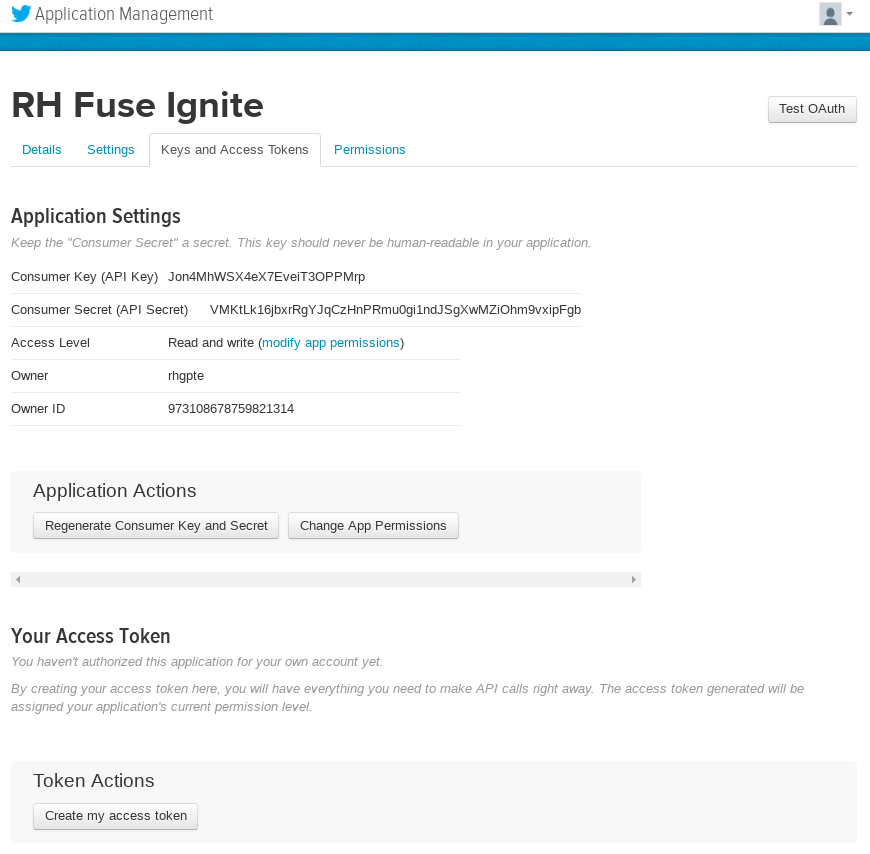 Application Management
RH Fuse Ignite
Test OAuth
Details Settings Keys and Access Tokens Permissions
Application Settings
Keep the "Consumer Secret" a secret. This key should never be human-readable in your application.
Consumer Key (API Key) Jon4MhWSX4eX7EveiT3OPPMrp
Consumer Secret (API Secret) VMKtLk16jbxrRgYJqCzHnPRmu0gi1ndJSgXwMZiOhm9vxipFgb
Access Level Read and write (modify app permissions)
Owner rhgpte
Owner ID 973108678759821314
Application Actions
Regenerate Consumer Key and Secret Change App Permissions
Your Access Token
You haven't authorized this application for your own account yet.
By creating your access token here, you will have everything you need to make API calls right away. The access token generated will be
assigned your application's current permission level.
Token Actions
Create my access token